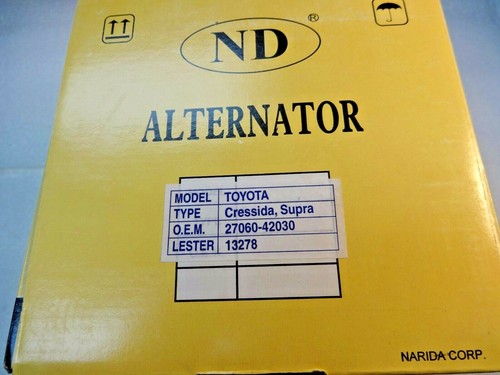 ND ®
ALTERNATOR
MODEL TOYOTA
TYPE Cressida, Supra
O.E.M. 27060-42030
LESTER 13278
NARIDA CORP.